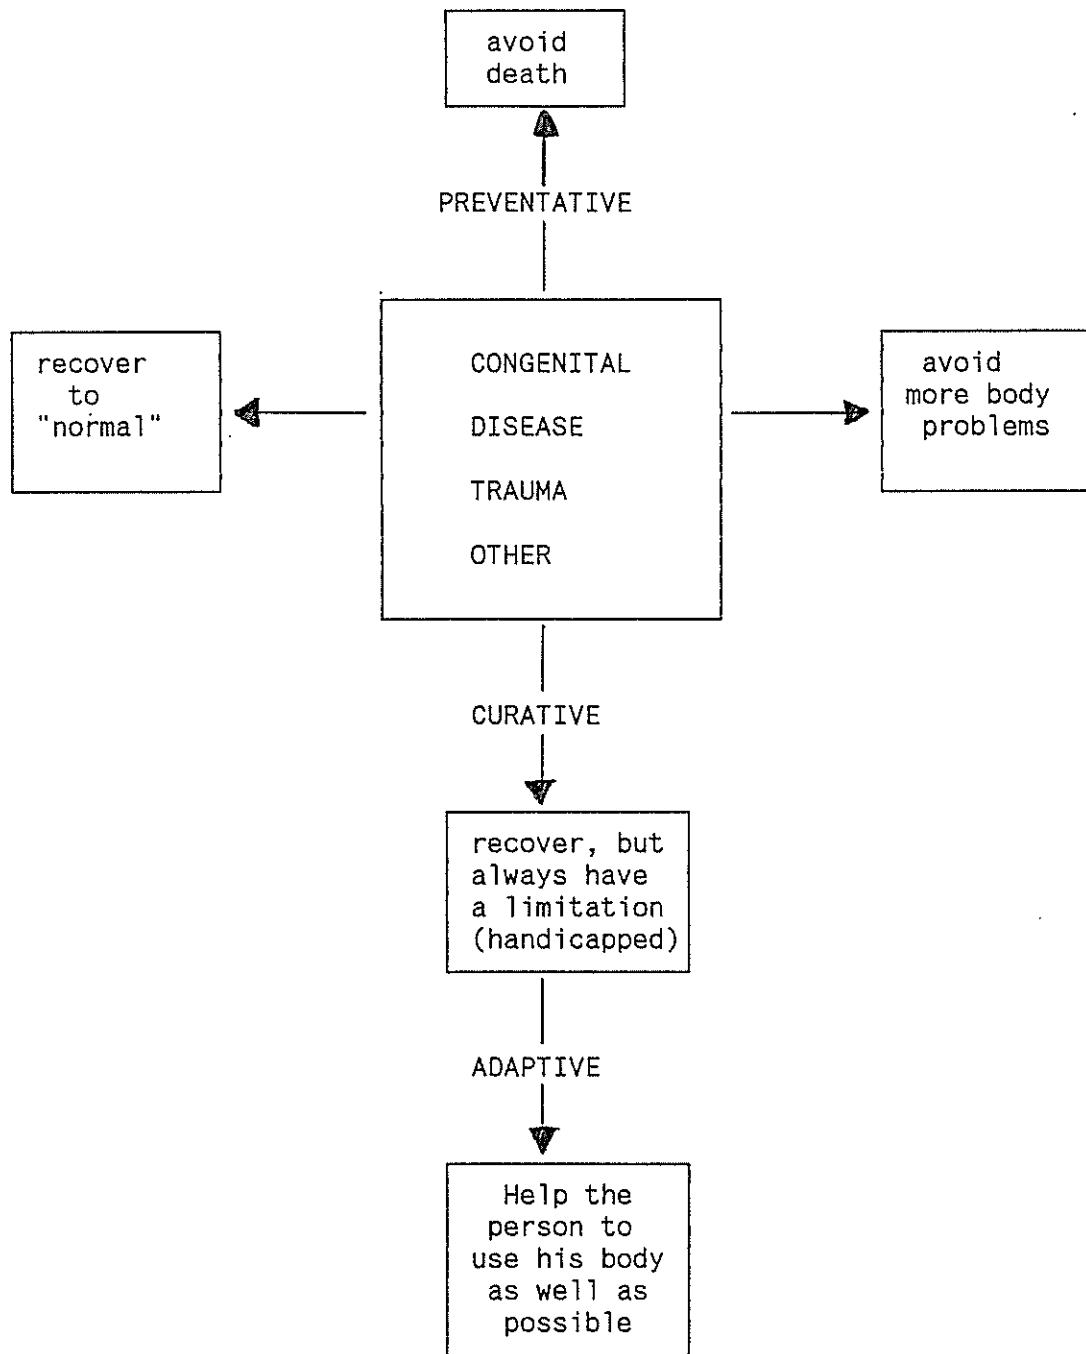 avoid
death
PREVENTATIVE
recover
to
"normal"
CONGENITAL
DISEASE
TRAUMA
OTHER
avoid
more body
problems
CURATIVE
recover, but
always have
a limitation
(handicapped)
ADAPTIVE
Help the
person to
use his body
as well as
possible